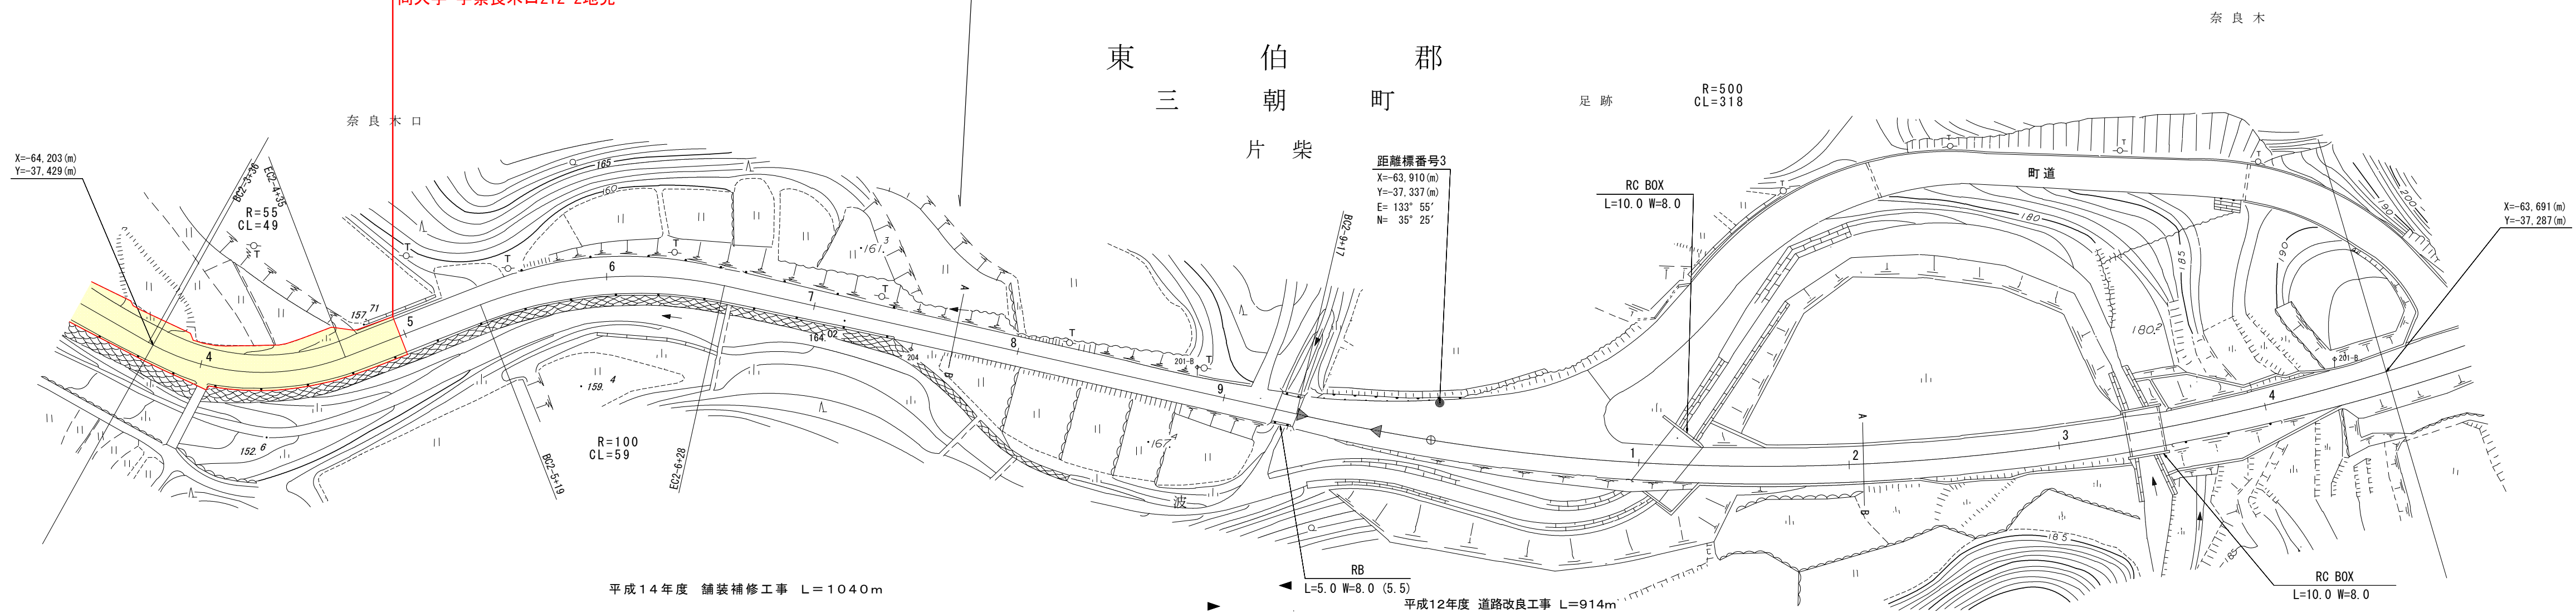 奈良木
東伯郡
三朝町
片柴
足跡
R=500
CL=318
奈良木口
X=-64,203(m)
Y=-37,429(m)
BC2-3+36
EC2-4+35
R=55
CL=49
165
160
161.3
距離標番号3
X=-63,910(m)
Y=-37,337(m)
E= 133° 55′
N= 35° 25′
BC2-9+17
RC BOX
L=10.0 W=8.0
町道
180
185
190
190
200
X=-63,691(m)
Y=-37,287(m)
T
T
T
T
T
T
T
T
T
T
T
157.71
4
5
6
7
8
9
1
2
3
4
A
B
A
B
164.02
204
201-B
201-B
180.2
159.4
152.6
167.4
R=100
CL=59
BC2-5+19
EC2-6+28
波
185
185
RB
L=5.0 W=8.0 (5.5)
RC BOX
L=10.0 W=8.0
平成14年度 舗装補修工事 L=1040m
平成12年度 道路改良工事 L=914m